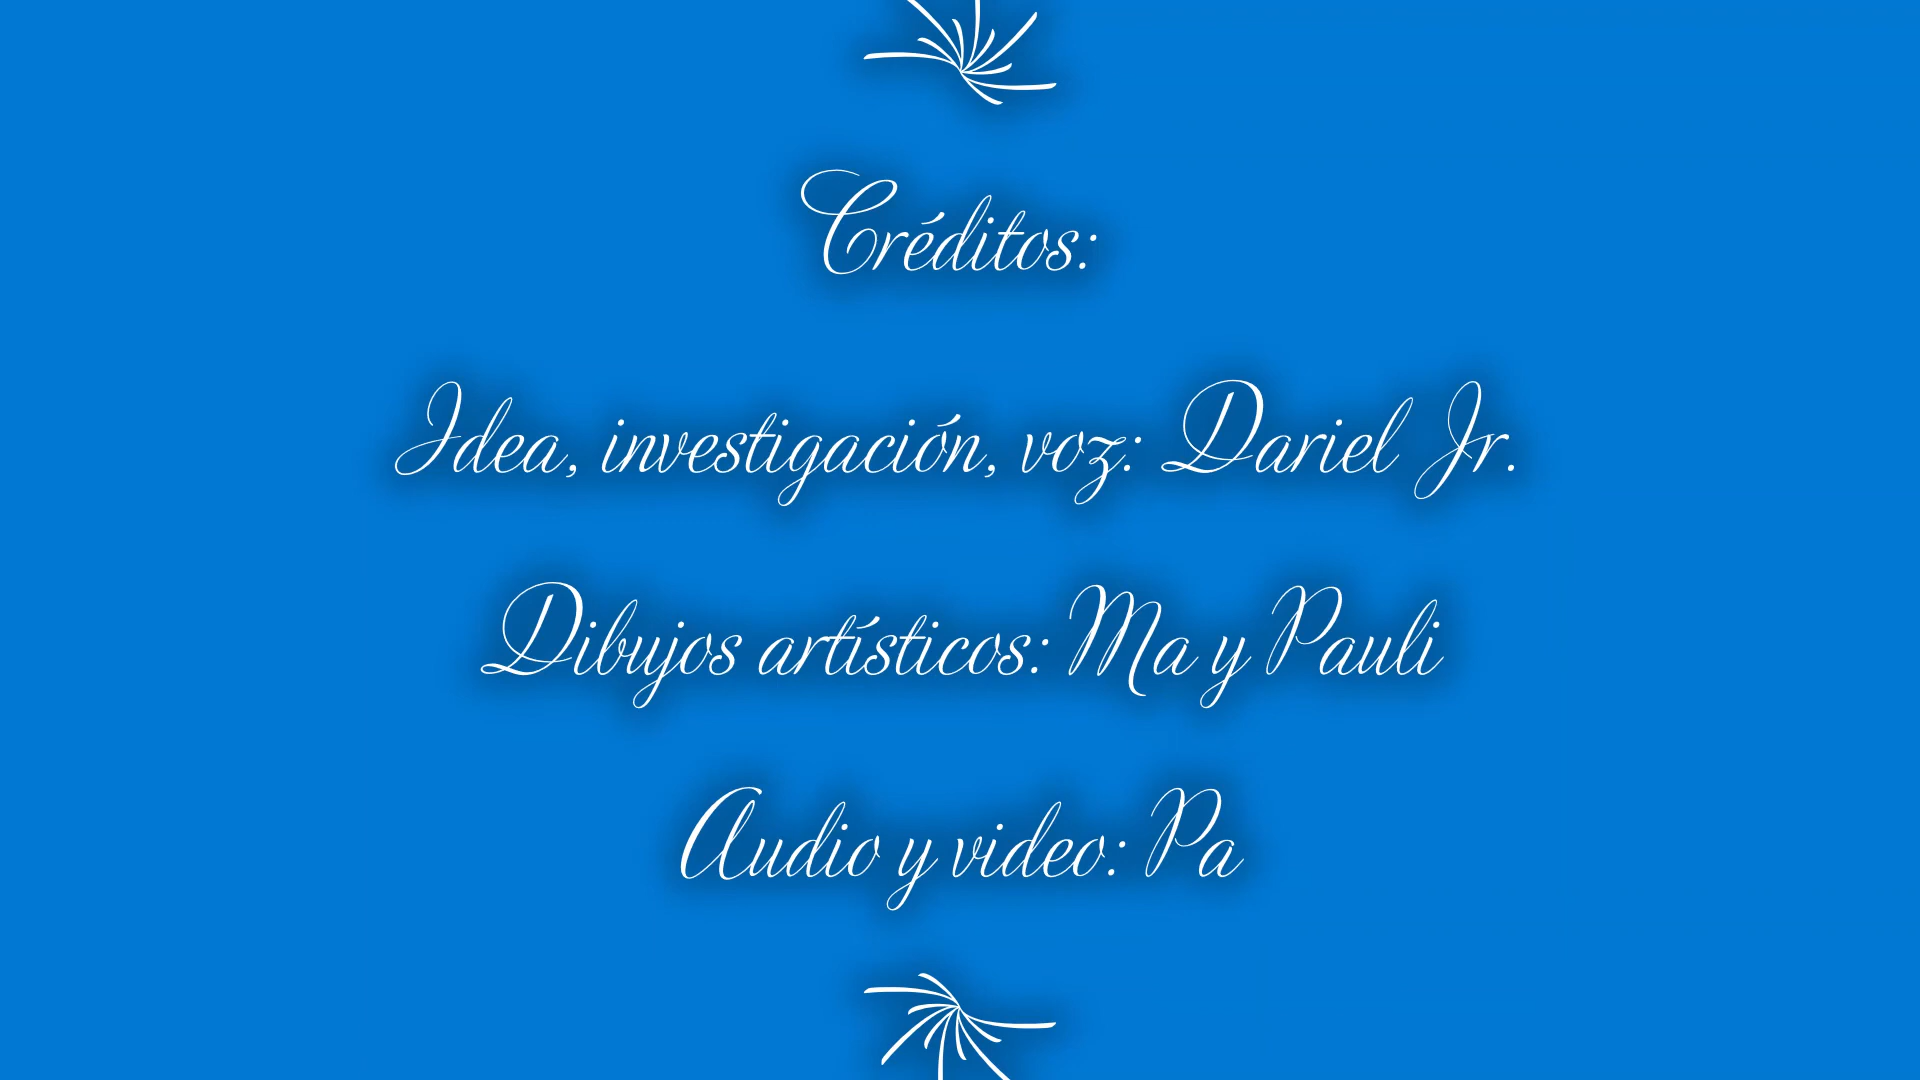 Créditos:
Idea, investigación, voz: Dariel Jr.
Dibujos artísticos: Ma y Pauli
Audio y video: Pa